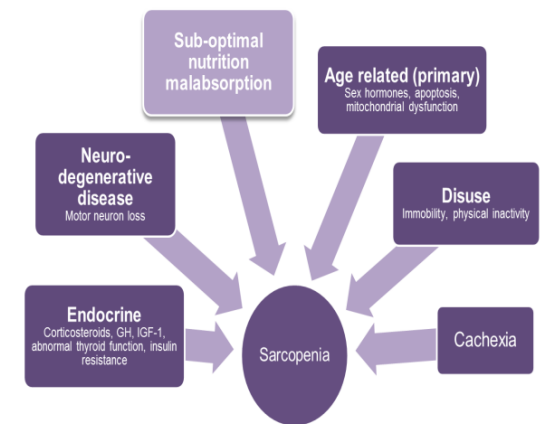 Sub-optimal
nutrition
malabsorption
Age related (primary)
Sex hormones, apoptosis,
mitochondrial dysfunction
Neuro-
degenerative
disease
Motor neuron loss
Disuse
Immobility, physical inactivity
Endocrine
Corticosteroids, GH, IGF-1,
abnormal thyroid function, insulin
resistance
Sarcopenia
Cachexia